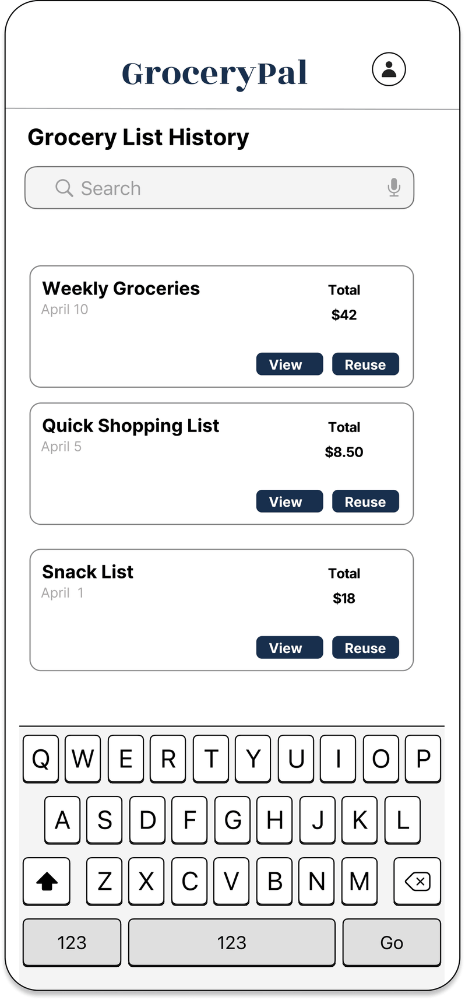 GroceryPal
Grocery List History
Search
Weekly Groceries
April 10
Total
$42
View
Reuse
Quick Shopping List
April 5
Total
$8.50
View
Reuse
Snack List
April  1
Total
$18
View
Reuse
Q W E R T Y U I O P
A S D F G H J K L
Z X C V B N M
123 123 Go